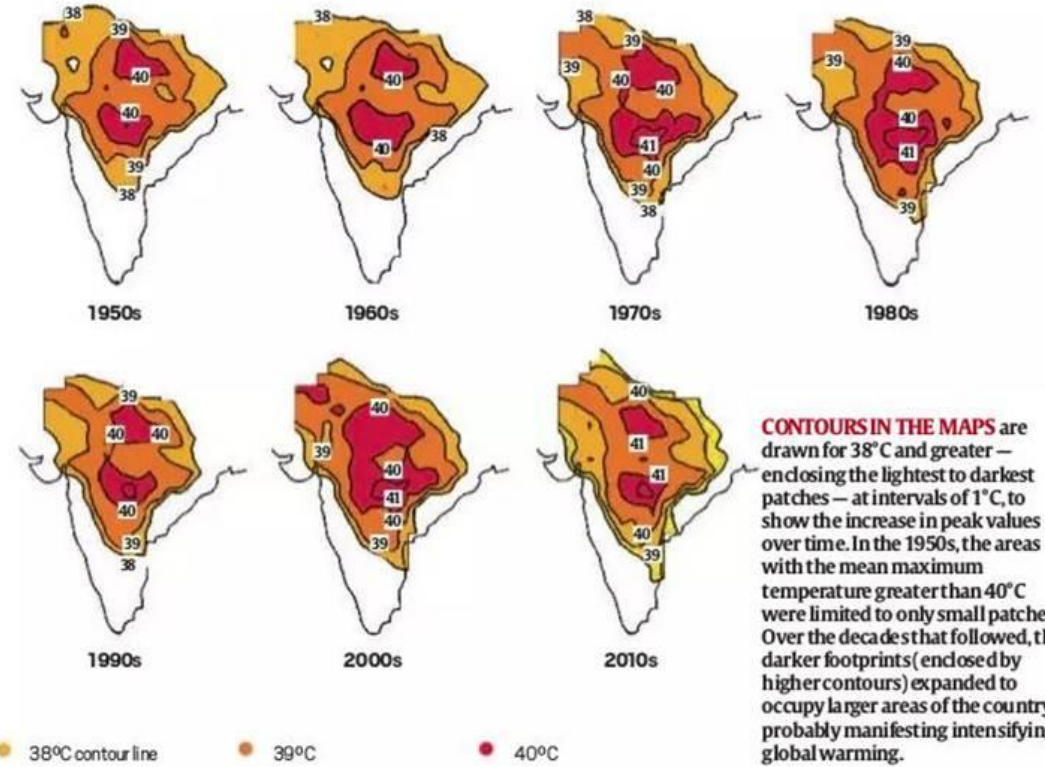 38
39
40
40
39
38
1950s
38
40
38
40
1960s
38
39
39
40
40
41
40
39
38
1970s
39
39
40
40
41
39
1980s
39
40
40
40
39
38
1990s
40
39
40
41
40
39
2000s
40
41
41
40
39
2010s
CONTOURS IN THE MAPS are
drawn for 38°C and greater —
enclosing the lightest to darkest
patches — at intervals of 1°C, to
show the increase in peak values
over time. In the 1950s, the areas
with the mean maximum
temperature greater than 40°C
were limited to only small patche
Over the decades that followed, th
darker footprints (enclosed by
higher contours) expanded to
occupy larger areas of the country
probably manifesting intensifyin
global warming.
38°C contour line
39°C
40°C